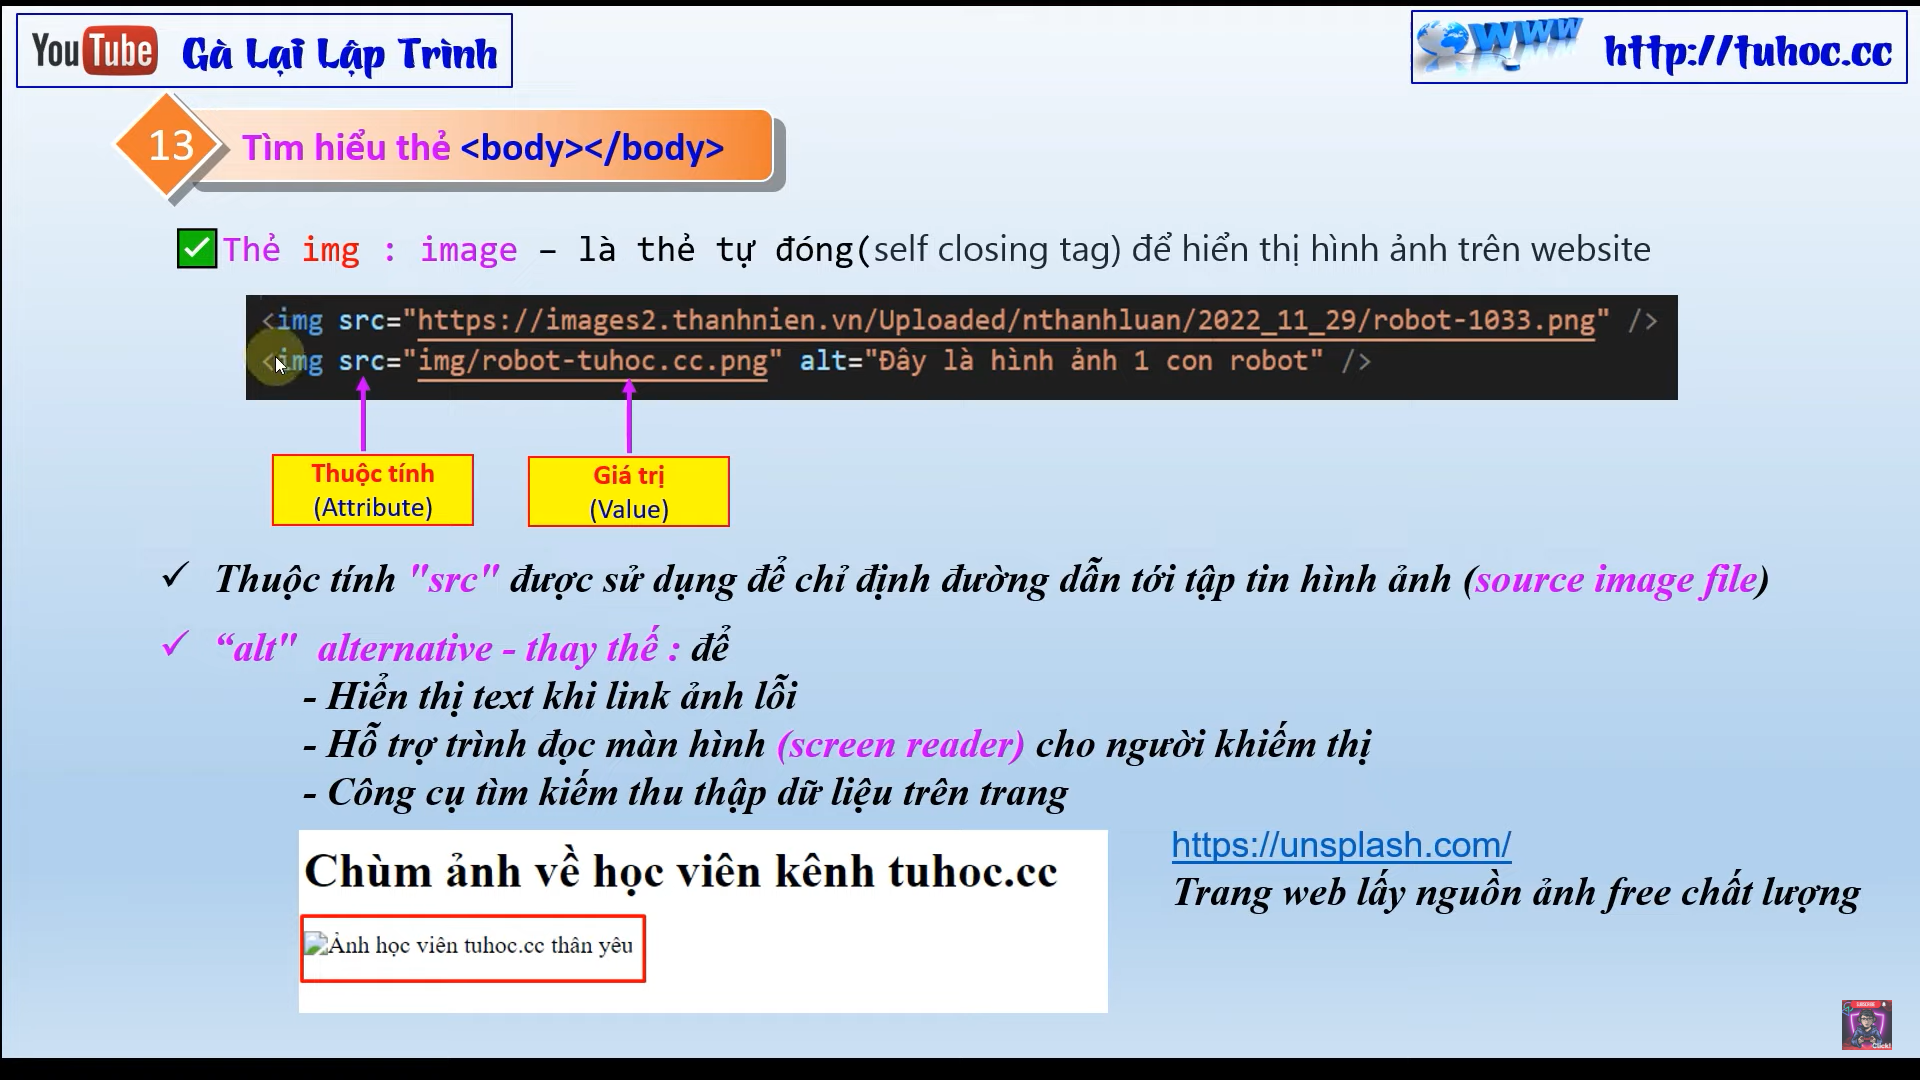 YouTube Gà Lại Lập Trình
WWW http://tuhoc.cc
13 Tìm hiểu thẻ <body></body>
Thẻ img : image – là thẻ tự đóng(self closing tag) để hiển thị hình ảnh trên website
<img src="https://images2.thanhnien.vn/Uploaded/nthanhluan/2022_11_29/robot-1033.png" />
<img src="img/robot-tuhoc.cc.png" alt="Đây là hình ảnh 1 con robot" />
Thuộc tính
(Attribute)
Giá trị
(Value)
✓ Thuộc tính "src" được sử dụng để chỉ định đường dẫn tới tập tin hình ảnh (source image file)
✓ “alt" alternative - thay thế : để
- Hiển thị text khi link ảnh lỗi
- Hỗ trợ trình đọc màn hình (screen reader) cho người khiếm thị
- Công cụ tìm kiếm thu thập dữ liệu trên trang
Chùm ảnh về học viên kênh tuhoc.cc
Ảnh học viên tuhoc.cc thân yêu
https://unsplash.com/
Trang web lấy nguồn ảnh free chất lượng